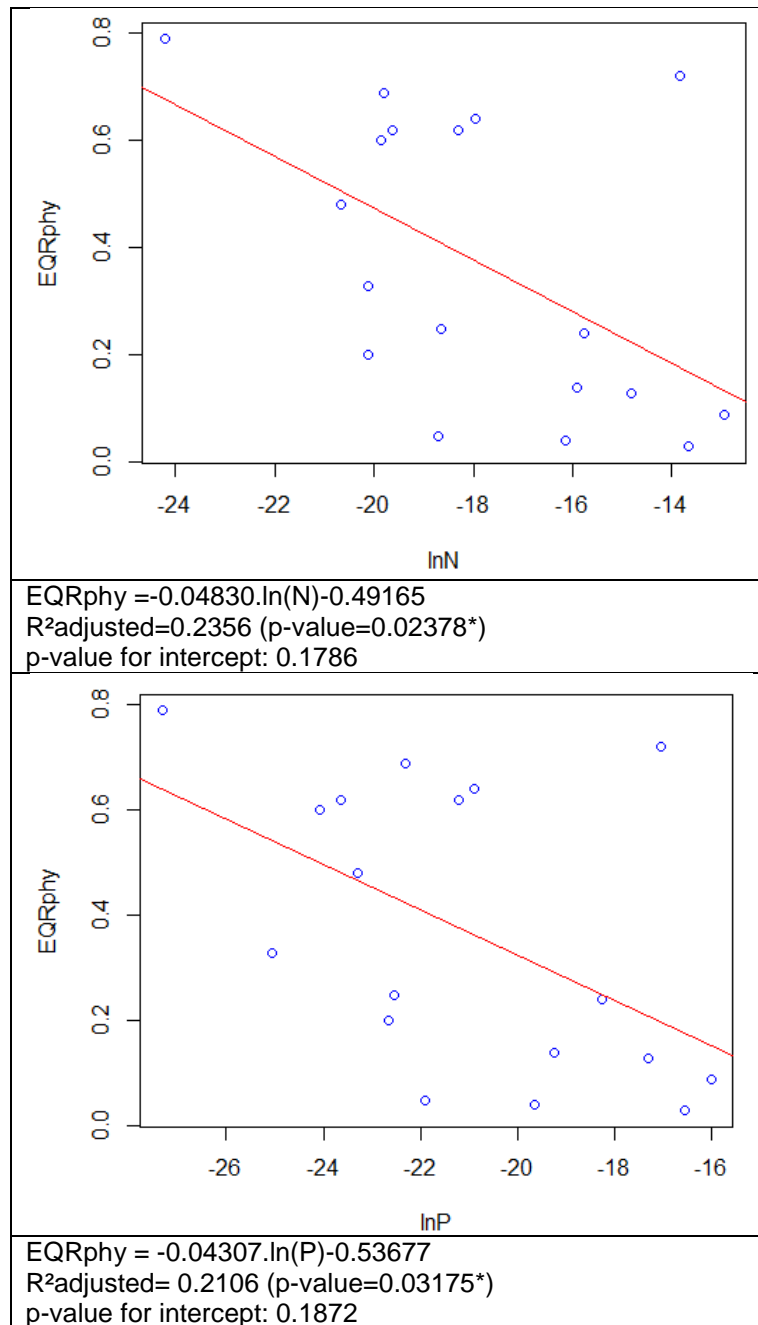 0.8
0.6
0.4
0.2
0.0
EQRphy
-24 -22 -20 -18 -16 -14
lnN
EQRphy =-0.04830.ln(N)-0.49165
R²adjusted=0.2356 (p-value=0.02378*)
p-value for intercept: 0.1786
0.8
0.6
0.4
0.2
0.0
EQRphy
-26 -24 -22 -20 -18 -16
lnP
EQRphy = -0.04307.ln(P)-0.53677
R²adjusted= 0.2106 (p-value=0.03175*)
p-value for intercept: 0.1872